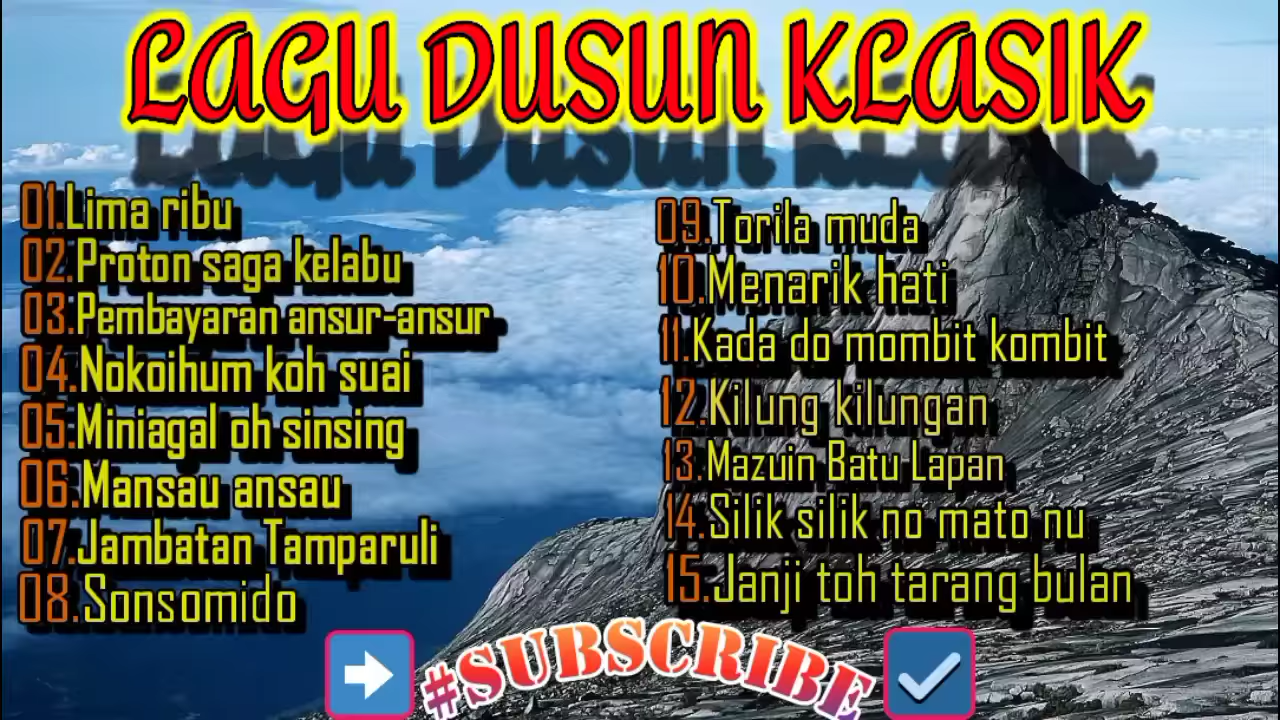 LAGU DUSUN KLASIK
01.Lima ribu
02.Proton saga kelabu
03.Pembayaran ansur-ansur
04.Nokoihum koh suai
05.Miniagal oh sinsing
06.Mansau ansau
07.Jambatan Tamparuli
08.Sonsomido
09.Torila muda
10.Menarik hati
11.Kada do mombit kombit
12.Kilung kilungan
13.Mazuin Batu Lapan
14.Silik silik no mato nu
15.Janji toh tarang bulan
#SUBSCRIBE